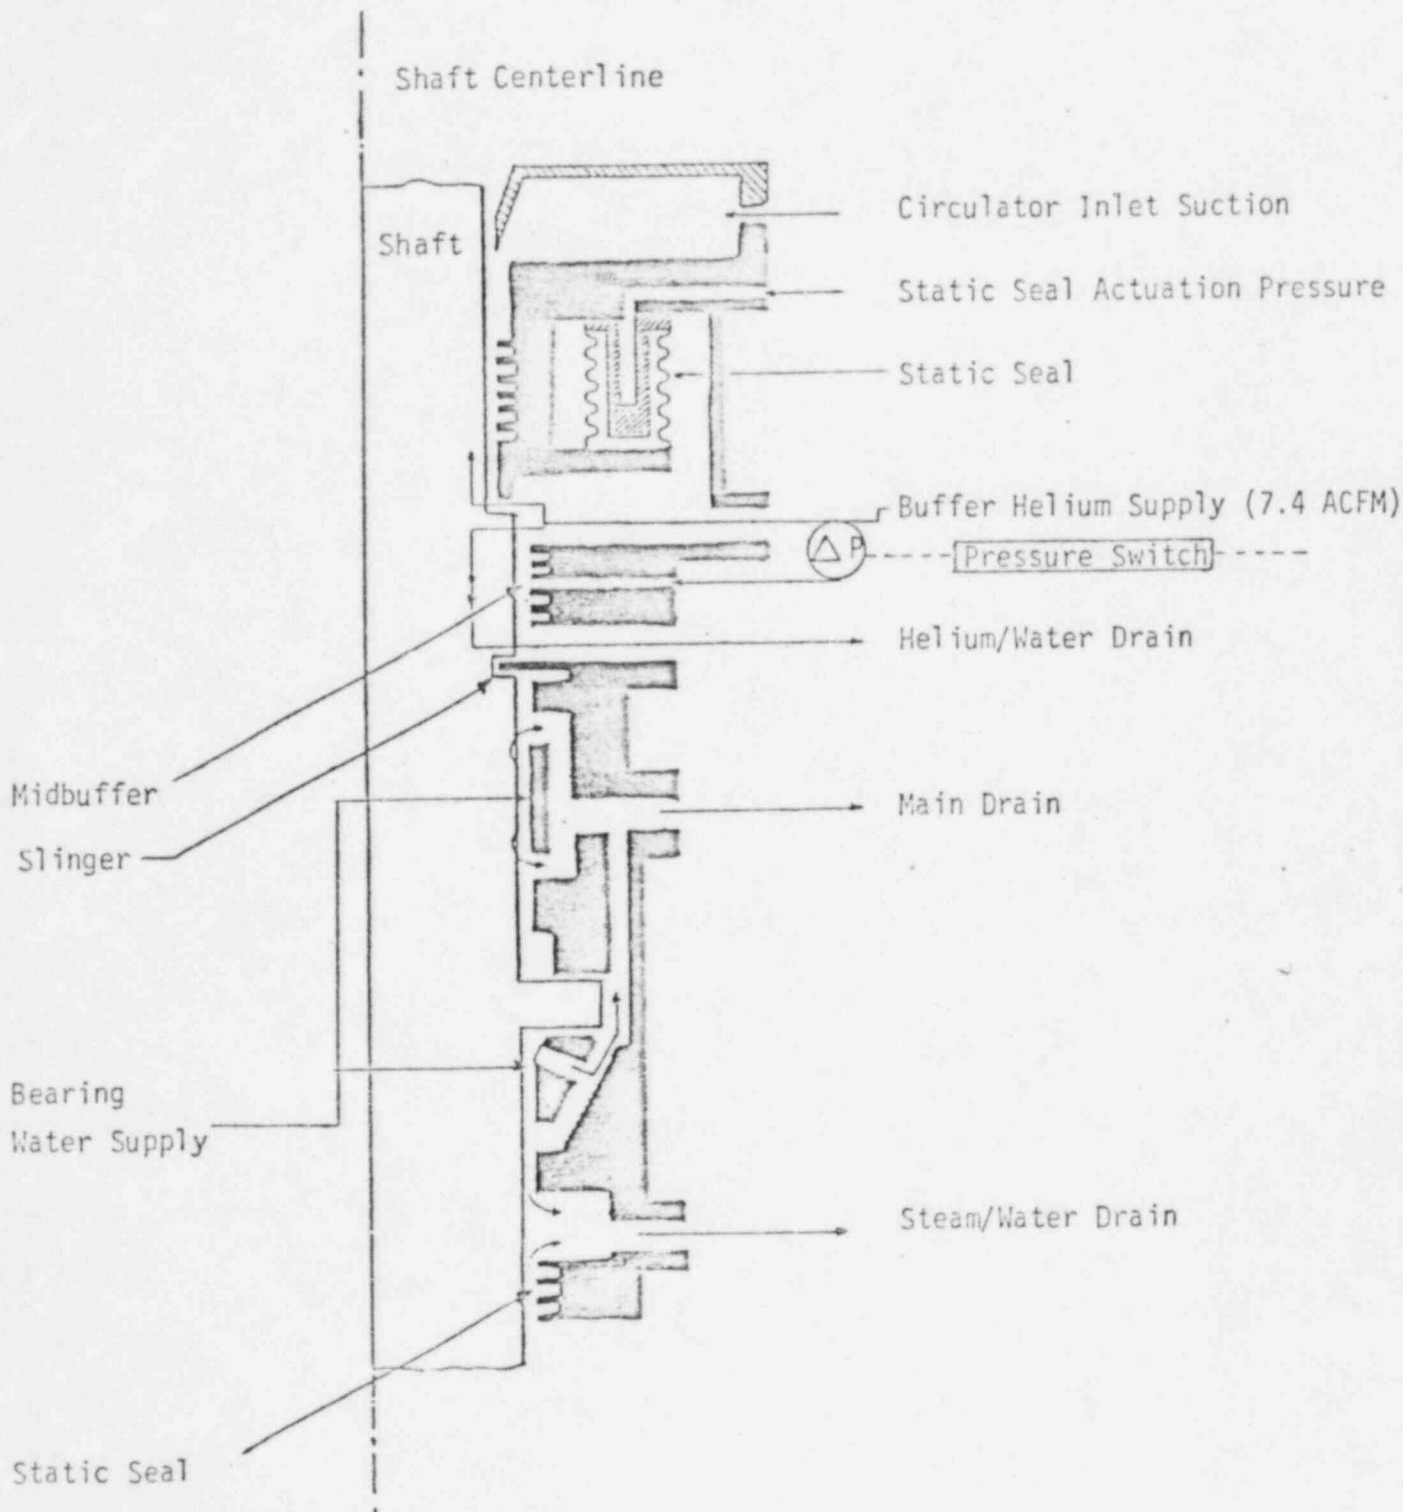 Shaft Centerline
Circulator Inlet Suction
Shaft
Static Seal Actuation Pressure
Static Seal
Buffer Helium Supply (7.4 ACFM)
Δ P
Pressure Switch
Helium/Water Drain
Midbuffer
Main Drain
Slinger
Bearing
Water Supply
Steam/Water Drain
Static Seal